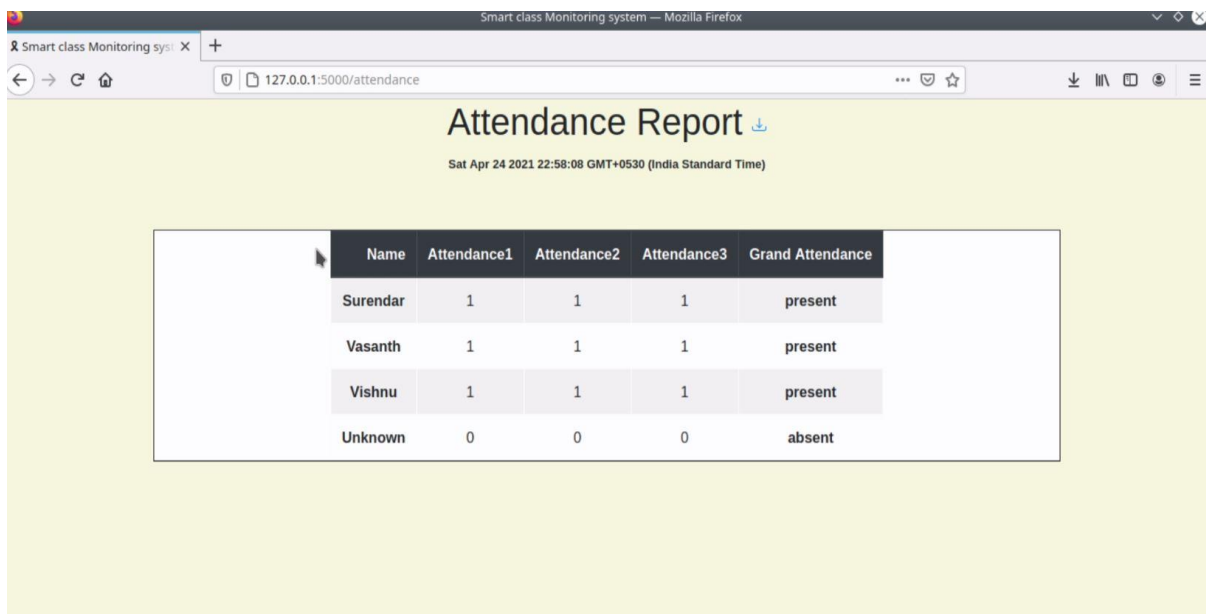 Smart class Monitoring system — Mozilla Firefox
Smart class Monitoring sys
127.0.0.1:5000/attendance
Attendance Report
Sat Apr 24 2021 22:58:08 GMT+0530 (India Standard Time)
Name Attendance1 Attendance2 Attendance3 Grand Attendance
Surendar 1 1 1 present
Vasanth 1 1 1 present
Vishnu 1 1 1 present
Unknown 0 0 0 absent